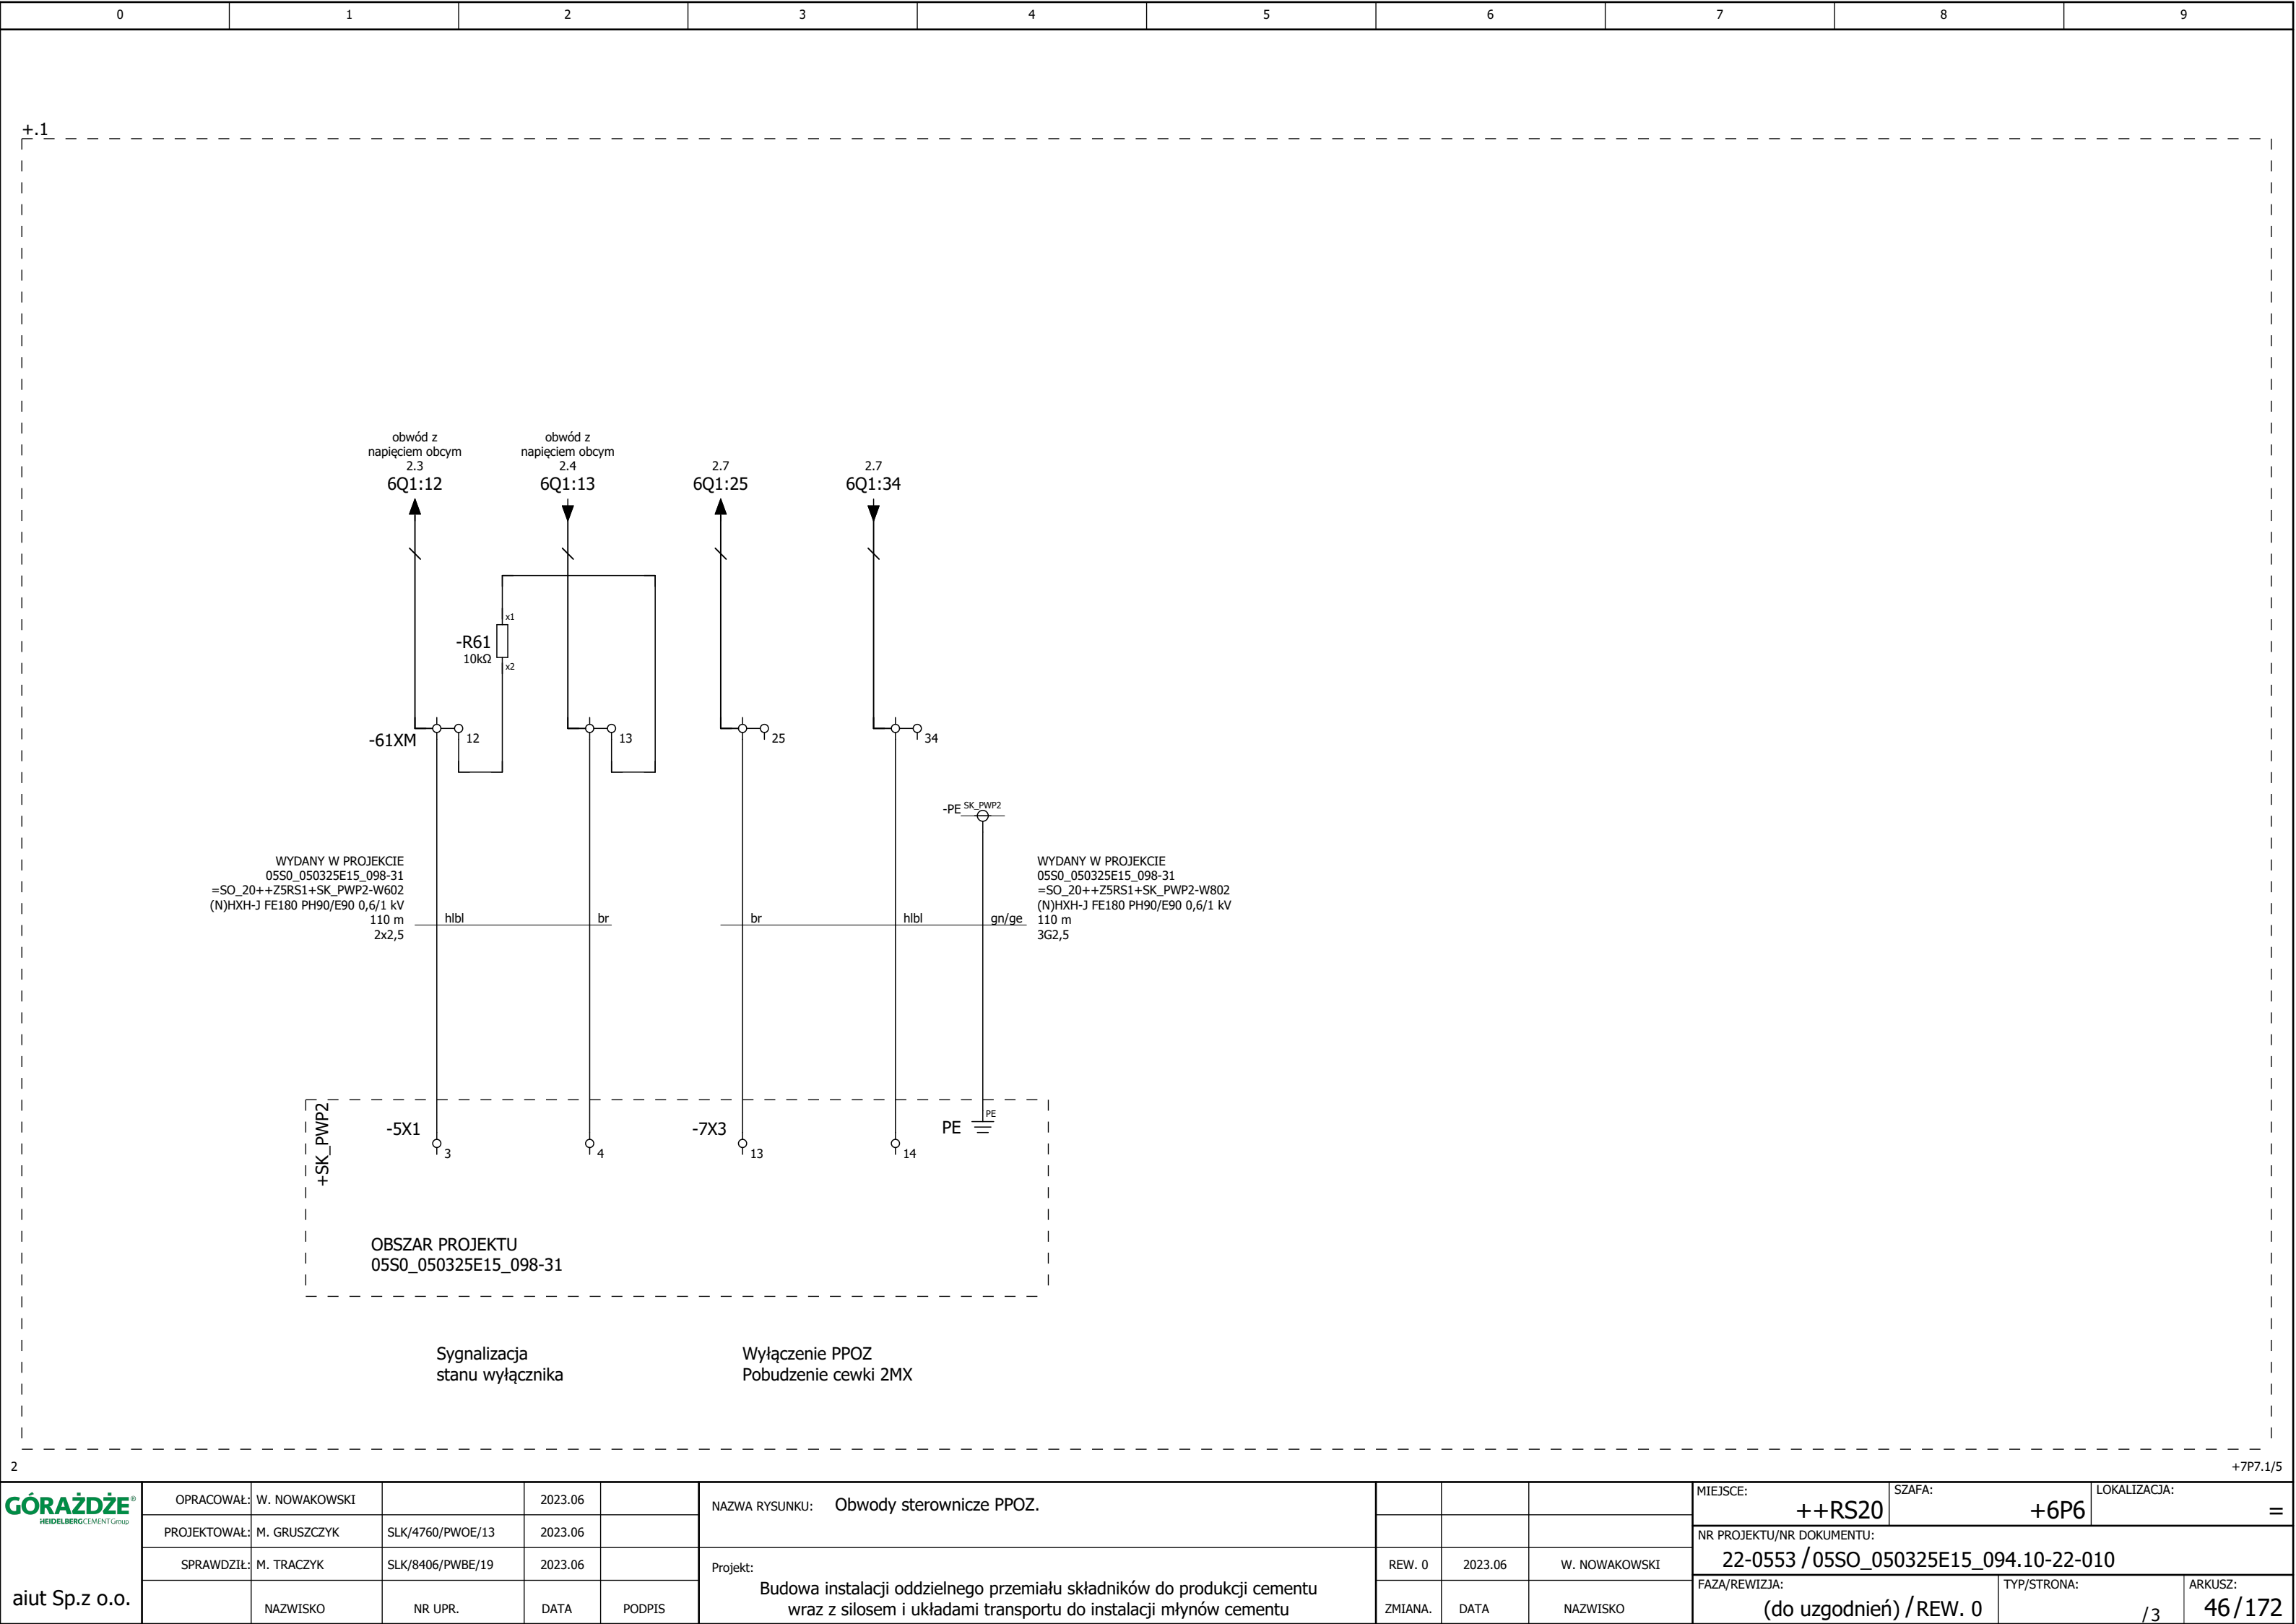 0 1 2 3 4 5 6 7 8 9
+.1
obwód z
napięciem obcym
2.3
6Q1:12
obwód z
napięciem obcym
2.4
6Q1:13
2.7
6Q1:25
2.7
6Q1:34
x1
-R61
10kΩ
x2
-61XM
12
13
25
34
-PE SK_PWP2
WYDANY W PROJEKCIE
05S0_050325E15_098-31
=SO_20++Z5RS1+SK_PWP2-W602
(N)HXH-J FE180 PH90/E90 0,6/1 kV
110 m
2x2,5
hlbl
br
br
hlbl
gn/ge
WYDANY W PROJEKCIE
05S0_050325E15_098-31
=SO_20++Z5RS1+SK_PWP2-W802
(N)HXH-J FE180 PH90/E90 0,6/1 kV
110 m
3G2,5
+SK_PWP2
-5X1
3
4
-7X3
13
14
PE
PE
OBSZAR PROJEKTU
05S0_050325E15_098-31
Sygnalizacja
stanu wyłącznika
Wyłączenie PPOZ
Pobudzenie cewki 2MX
2
+7P7.1/5
GÓRAŻDŻE®
HEIDELBERGCEMENT Group
aiut Sp.z o.o.
OPRACOWAŁ: W. NOWAKOWSKI 2023.06
PROJEKTOWAŁ: M. GRUSZCZYK SLK/4760/PWOE/13 2023.06
SPRAWDZIŁ: M. TRACZYK SLK/8406/PWBE/19 2023.06
NAZWISKO NR UPR. DATA PODPIS
NAZWA RYSUNKU: Obwody sterownicze PPOZ.
Projekt:
Budowa instalacji oddzielnego przemiału składników do produkcji cementu
wraz z silosem i układami transportu do instalacji młynów cementu
REW. 0 2023.06 W. NOWAKOWSKI
ZMIANA. DATA NAZWISKO
MIEJSCE: ++RS20
SZAFA: +6P6
LOKALIZACJA: =
NR PROJEKTU/NR DOKUMENTU:
22-0553 / 05SO_050325E15_094.10-22-010
FAZA/REWIZJA:
(do uzgodnień) / REW. 0
TYP/STRONA:
/3
ARKUSZ:
46/172